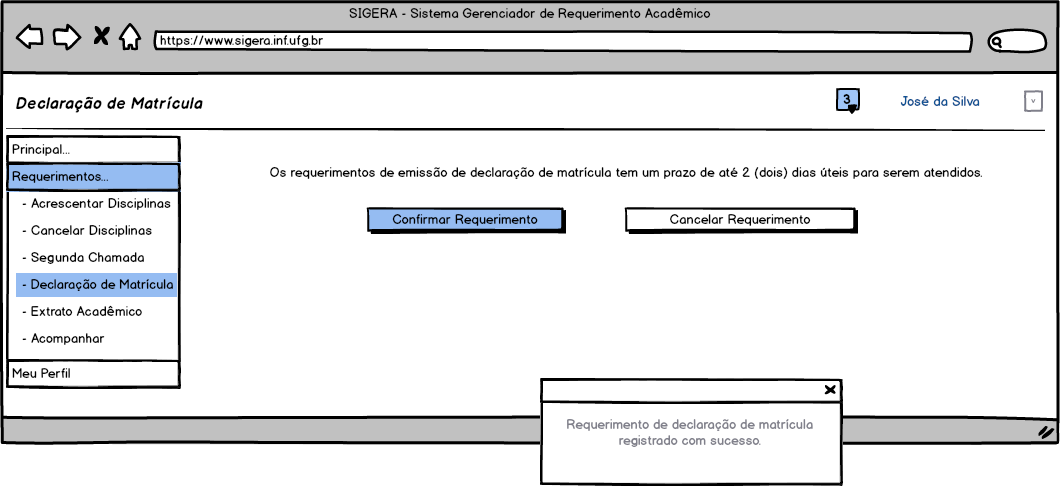 SIGERA - Sistema Gerenciador de Requerimento Acadêmico
https://www.sigera.inf.ufg.br
Declaração de Matrícula
3
José da Silva
v
Principal...
Requerimentos...
- Acrescentar Disciplinas
- Cancelar Disciplinas
- Segunda Chamada
- Declaração de Matrícula
- Extrato Acadêmico
- Acompanhar
Meu Perfil
Os requerimentos de emissão de declaração de matrícula tem um prazo de até 2 (dois) dias úteis para serem atendidos.
Confirmar Requerimento
Cancelar Requerimento
Requerimento de declaração de matrícula
registrado com sucesso.